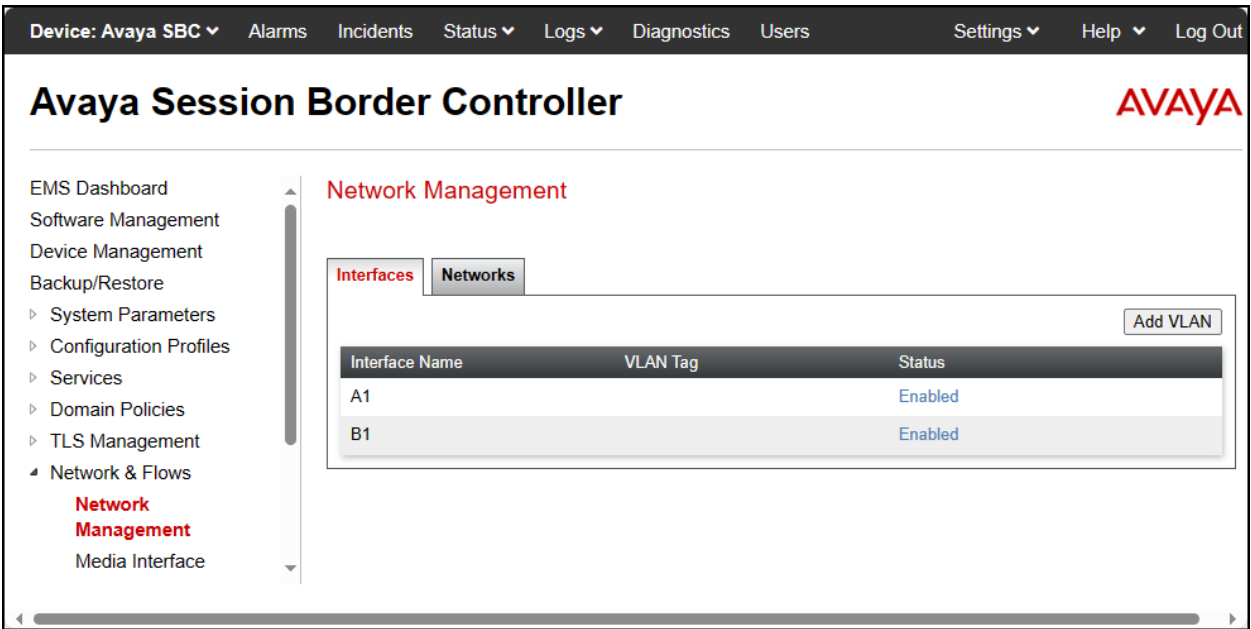 Device: Avaya SBC Alarms Incidents Status Logs Diagnostics Users Settings Help Log Out
Avaya Session Border Controller
AVAYA
EMS Dashboard
Software Management
Device Management
Backup/Restore
System Parameters
Configuration Profiles
Services
Domain Policies
TLS Management
Network & Flows
Network
Management
Media Interface
Network Management
Interfaces Networks
Add VLAN
Interface Name VLAN Tag Status
A1 Enabled
B1 Enabled